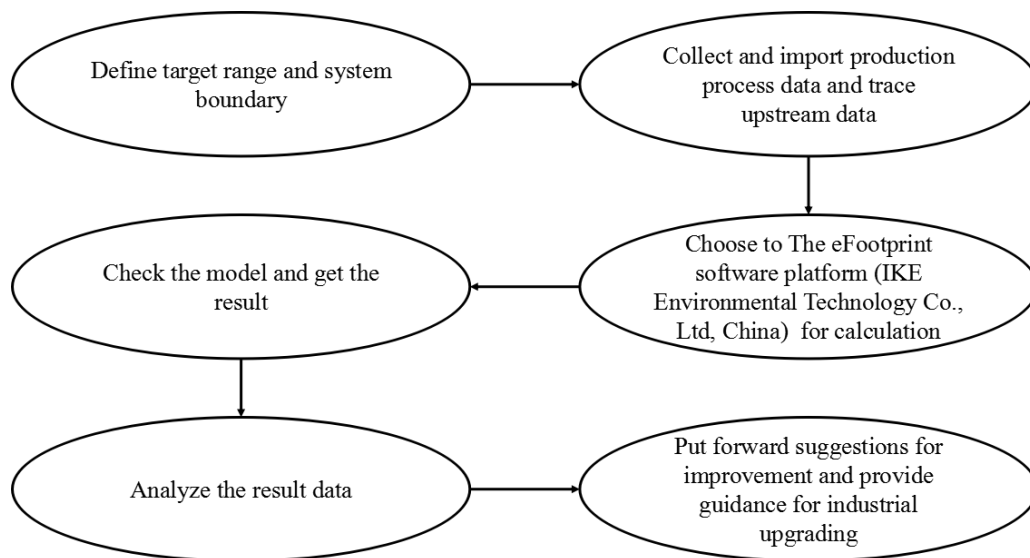 Define target range and system
boundary
Collect and import production
process data and trace
upstream data
Choose to The eFootprint
software platform (IKE
Environmental Technology Co.,
Ltd, China)  for calculation
Check the model and get the
result
Analyze the result data
Put forward suggestions for
improvement and provide
guidance for industrial
upgrading